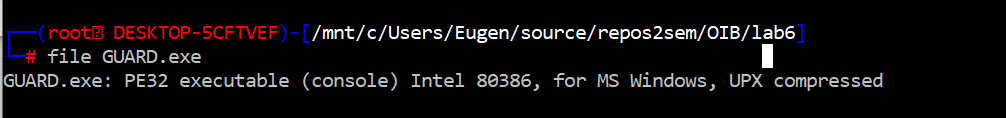 ┌──(root㉿ DESKTOP-5CFTVEF)-[/mnt/c/Users/Eugen/source/repos2sem/OIB/lab6]
└─# file GUARD.exe
GUARD.exe: PE32 executable (console) Intel 80386, for MS Windows, UPX compressed